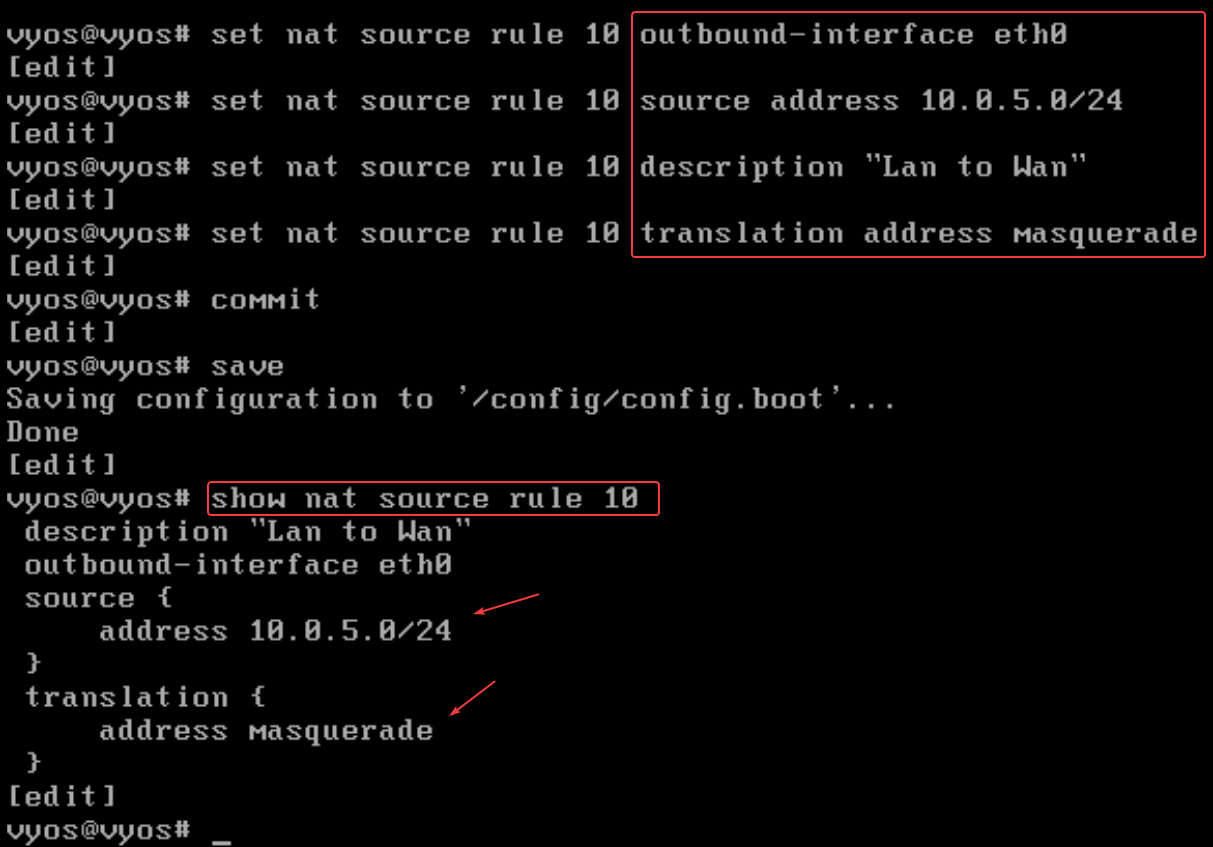 vyos@vyos# set nat source rule 10 outbound-interface eth0
[edit]
vyos@vyos# set nat source rule 10 source address 10.0.5.0/24
[edit]
vyos@vyos# set nat source rule 10 description "Lan to Wan"
[edit]
vyos@vyos# set nat source rule 10 translation address masquerade
[edit]
vyos@vyos# commit
[edit]
vyos@vyos# save
Saving configuration to '/config/config.boot'...
Done
[edit]
vyos@vyos# show nat source rule 10
 description "Lan to Wan"
 outbound-interface eth0
 source {
     address 10.0.5.0/24
 }
 translation {
     address masquerade
 }
[edit]
vyos@vyos# _